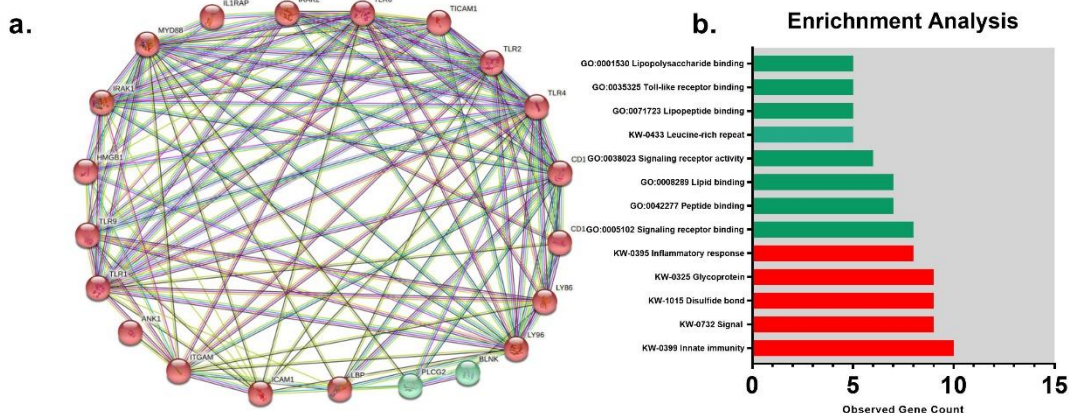 a.
IL1RAP
IRAK2
TICAM1
MYD88
TLR2
IRAK1
TLR4
HMGB1
CD1
TLR9
CD1
TLR1
LY86
ANK1
LY96
ITGAM
BLNK
ICAM1
LBP
PLCG2
b.
Enrichnment Analysis
GO:0001530 Lipopolysaccharide binding
GO:0035325 Toll-like receptor binding
GO:0071723 Lipopeptide binding
KW-0433 Leucine-rich repeat
GO:0038023 Signaling receptor activity
GO:0008289 Lipid binding
GO:0042277 Peptide binding
GO:0005102 Signaling receptor binding
KW-0395 Inflammatory response
KW-0325 Glycoprotein
KW-1015 Disulfide bond
KW-0732 Signal
KW-0399 Innate immunity
0 5 10 15
Observed Gene Count